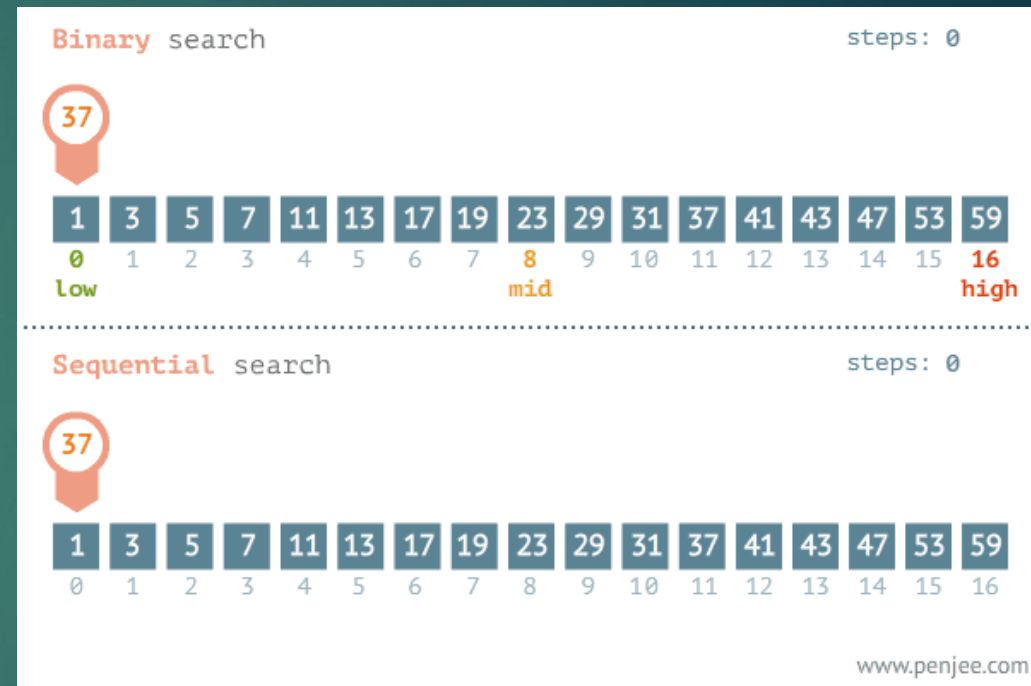 Binary search steps: 0
37
1 3 5 7 11 13 17 19 23 29 31 37 41 43 47 53 59
0 1 2 3 4 5 6 7 8 9 10 11 12 13 14 15 16
low mid high
Sequential search steps: 0
37
1 3 5 7 11 13 17 19 23 29 31 37 41 43 47 53 59
0 1 2 3 4 5 6 7 8 9 10 11 12 13 14 15 16
www.penjee.com